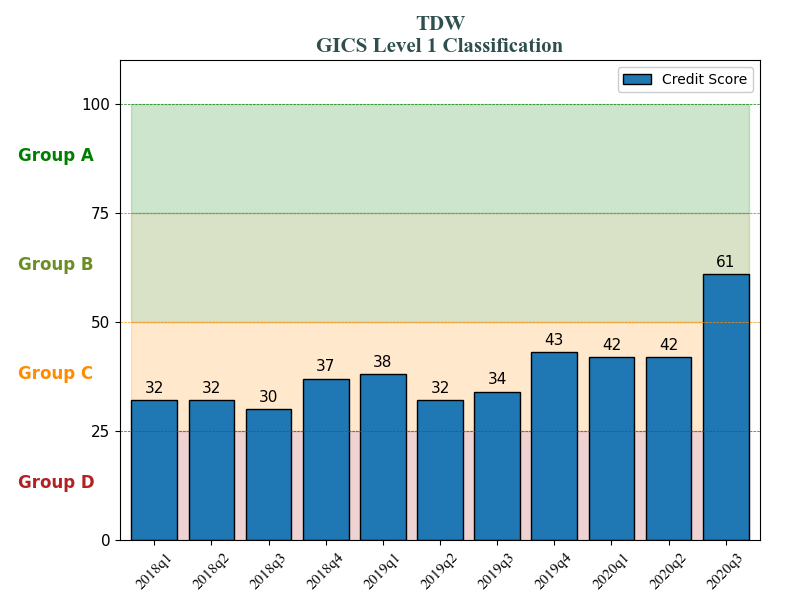 TDW
GICS Level 1 Classification
Credit Score
100
Group A
75
Group B
61
50
43
42
42
38
37
Group C
34
32
32
32
30
25
Group D
0
2018q1
2018q2
2018q3
2018q4
2019q1
2019q2
2019q3
2019q4
2020q1
2020q2
2020q3